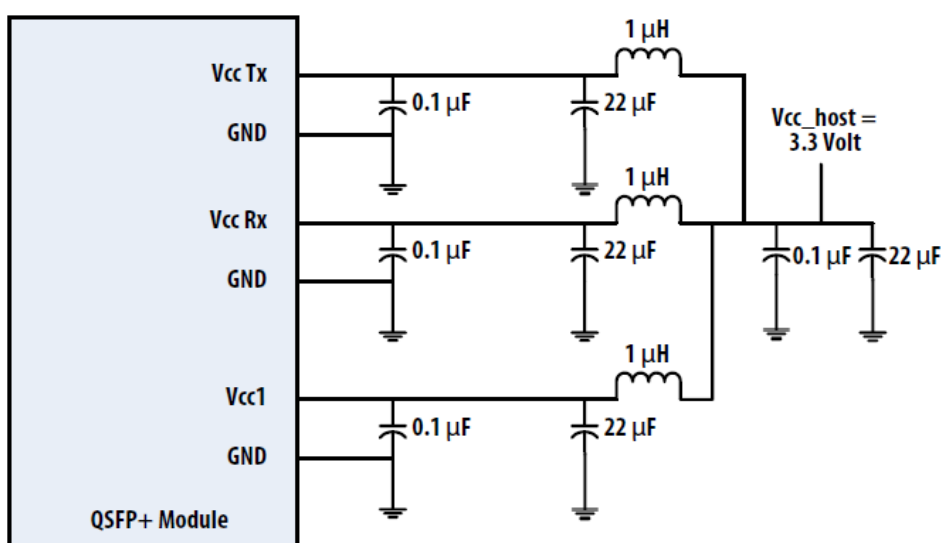 1 µH
Vcc Tx
0.1 µF
22 µF
GND
Vcc_host =
3.3 Volt
1 µH
Vcc Rx
0.1 µF
22 µF
0.1 µF
22 µF
GND
1 µH
Vcc1
0.1 µF
22 µF
GND
QSFP+ Module